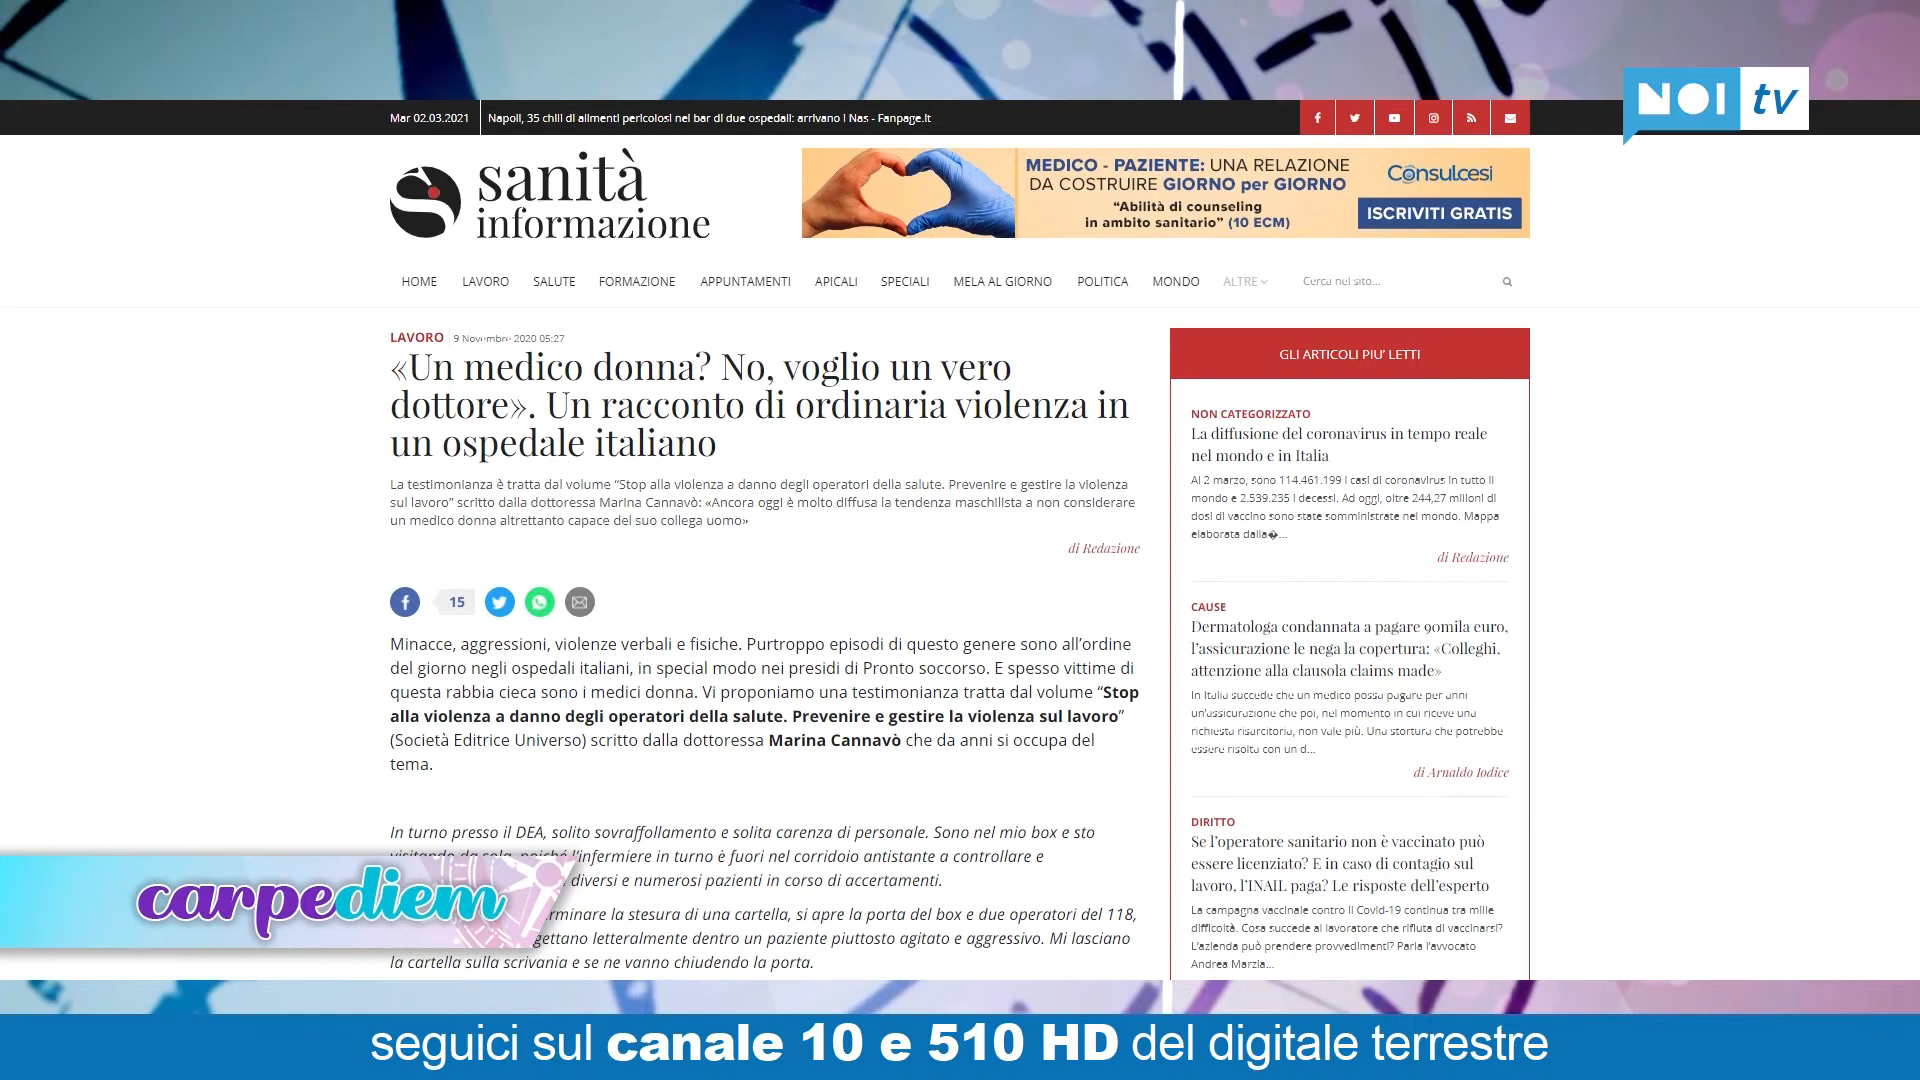 NOI tv
Mar 02.03.2021
Napoli, 35 chili di alimenti pericolosi nei bar di due ospedali: arrivano i Nas - Fanpage.it
sanità
informazione
MEDICO - PAZIENTE: UNA RELAZIONE
DA COSTRUIRE GIORNO per GIORNO
“Abilità di counseling
in ambito sanitario” (10 ECM)
Consulcesi
ISCRIVITI GRATIS
HOME LAVORO SALUTE FORMAZIONE APPUNTAMENTI APICALI SPECIALI MELA AL GIORNO POLITICA MONDO ALTRE Cerca nel sito...
LAVORO 9 Novembre 2020 05:27
«Un medico donna? No, voglio un vero
dottore». Un racconto di ordinaria violenza in
un ospedale italiano
La testimonianza è tratta dal volume “Stop alla violenza a danno degli operatori della salute. Prevenire e gestire la violenza
sul lavoro” scritto dalla dottoressa Marina Cannavò: «Ancora oggi è molto diffusa la tendenza maschilista a non considerare
un medico donna altrettanto capace del suo collega uomo»
di Redazione
15
Minacce, aggressioni, violenze verbali e fisiche. Purtroppo episodi di questo genere sono all’ordine
del giorno negli ospedali italiani, in special modo nei presidi di Pronto soccorso. E spesso vittime di
questa rabbia cieca sono i medici donna. Vi proponiamo una testimonianza tratta dal volume “Stop
alla violenza a danno degli operatori della salute. Prevenire e gestire la violenza sul lavoro”
(Società Editrice Universo) scritto dalla dottoressa Marina Cannavò che da anni si occupa del
tema.
In turno presso il DEA, solito sovraffollamento e solita carenza di personale. Sono nel mio box e sto
visitando da sola, poiché l’infermiere in turno è fuori nel corridoio antistante a controllare e
diversi e numerosi pazienti in corso di accertamenti.
la stesura di una cartella, si apre la porta del box e due operatori del 118,
gettano letteralmente dentro un paziente piuttosto agitato e aggressivo. Mi lasciano
la cartella sulla scrivania e se ne vanno chiudendo la porta.
GLI ARTICOLI PIU’ LETTI
NON CATEGORIZZATO
La diffusione del coronavirus in tempo reale
nel mondo e in Italia
Al 2 marzo, sono 114.461.199 i casi di coronavirus in tutto il
mondo e 2.539.235 i decessi. Ad oggi, oltre 244,27 milioni di
dosi di vaccino sono state somministrate nel mondo. Mappa
elaborata dalla�...
di Redazione
CAUSE
Dermatologa condannata a pagare 90mila euro,
l’assicurazione le nega la copertura: «Colleghi,
attenzione alla clausola claims made»
In Italia succede che un medico possa pagare per anni
un’assicurazione che poi, nel momento in cui riceve una
richiesta risarcitoria, non vale più. Una stortura che potrebbe
essere risolta con un d...
di Arnaldo Iodice
DIRITTO
Se l’operatore sanitario non è vaccinato può
essere licenziato? E in caso di contagio sul
lavoro, l’INAIL paga? Le risposte dell’esperto
La campagna vaccinale contro il Covid-19 continua tra mille
difficoltà. Cosa succede al lavoratore che rifiuta di vaccinarsi?
L’azienda può prendere provvedimenti? Parla l’avvocato
Andrea Marzia...
carpediem
seguici sul canale 10 e 510 HD del digitale terrestre